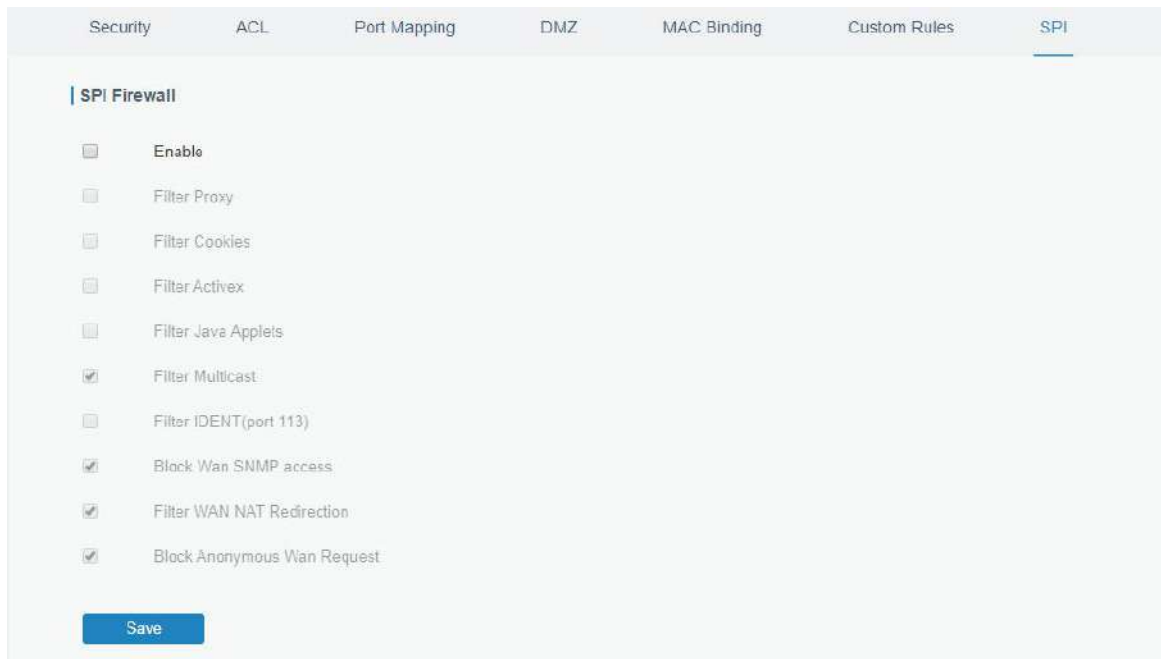 Security ACL Port Mapping DMZ MAC Binding Custom Rules SPI
SPI Firewall
Enable
Filter Proxy
Filter Cookies
Filter Activex
Filter Java Applets
Filter Multicast
Filter IDENT(port 113)
Block Wan SNMP access
Filter WAN NAT Redirection
Block Anonymous Wan Request
Save